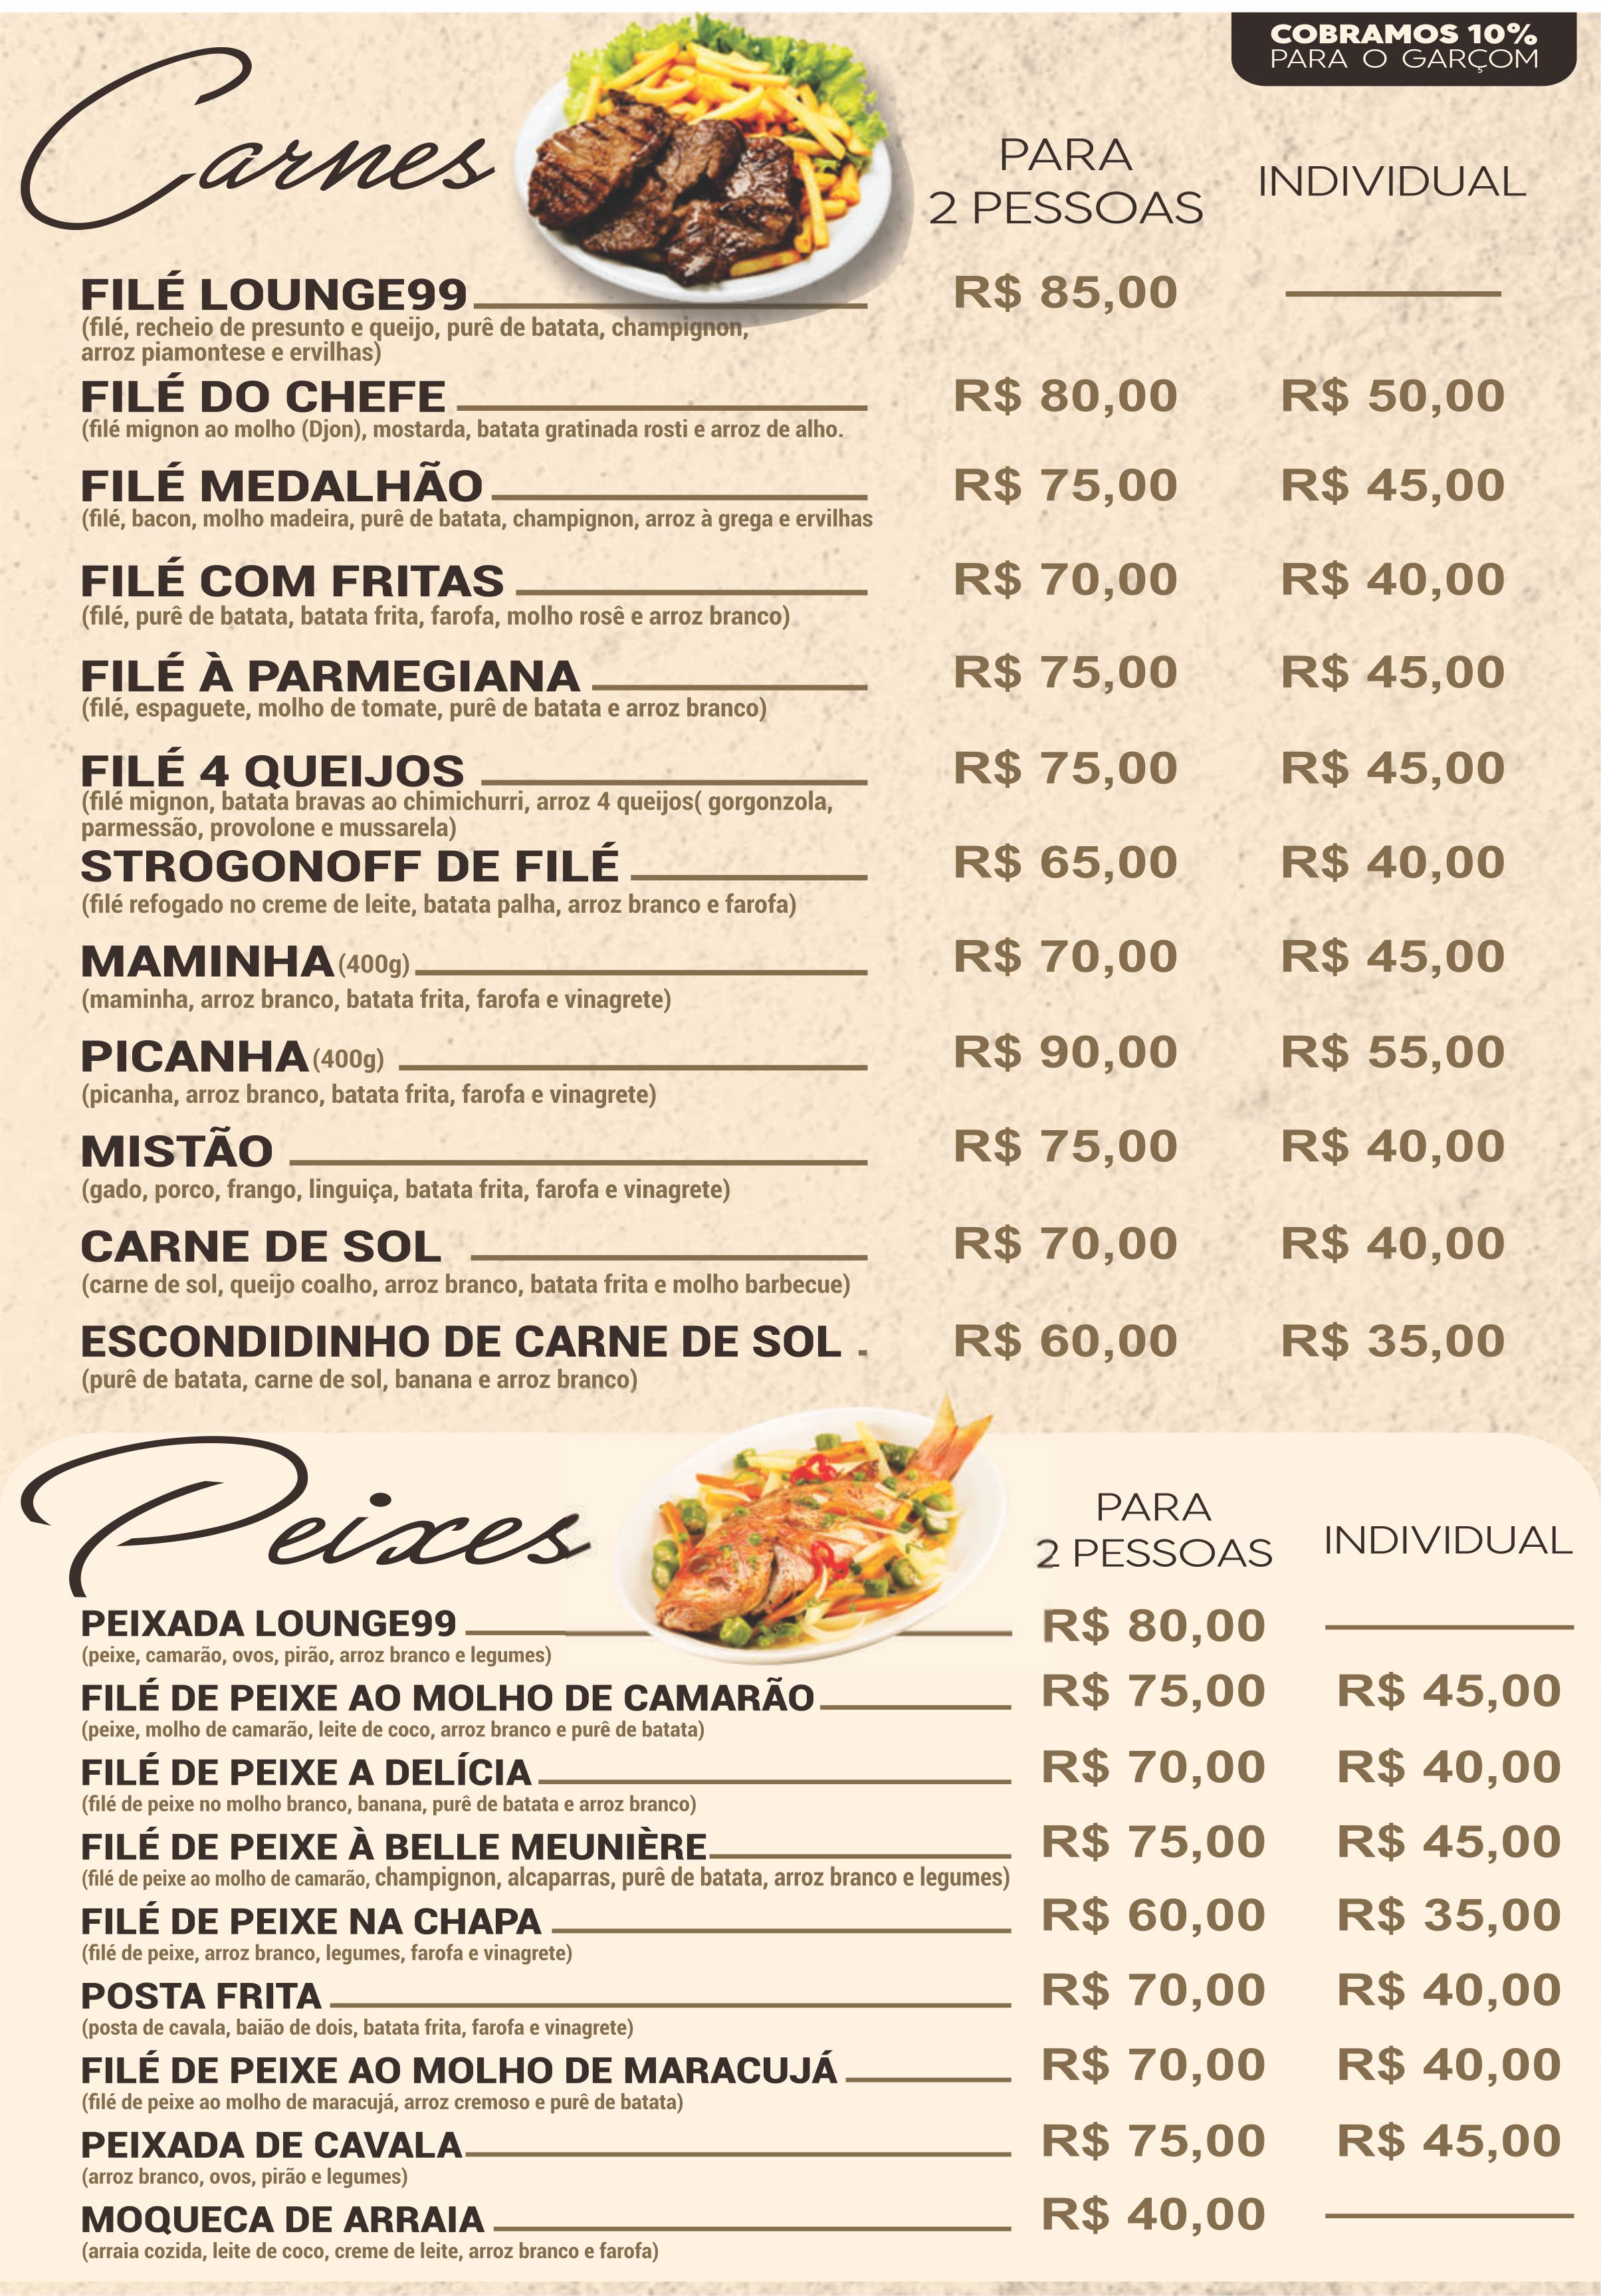 COBRAMOS 10%
PARA O GARÇOM
Carnes
PARA
2 PESSOAS
INDIVIDUAL
FILÉ LOUNGE99 R$ 85,00
(filé, recheio de presunto e queijo, purê de batata, champignon,
arroz piamontese e ervilhas)
FILÉ DO CHEFE R$ 80,00 R$ 50,00
(filé mignon ao molho (Djon), mostarda, batata gratinada rosti e arroz de alho.
FILÉ MEDALHÃO R$ 75,00 R$ 45,00
(filé, bacon, molho madeira, purê de batata, champignon, arroz à grega e ervilhas
FILÉ COM FRITAS R$ 70,00 R$ 40,00
(filé, purê de batata, batata frita, farofa, molho rosê e arroz branco)
FILÉ À PARMEGIANA R$ 75,00 R$ 45,00
(filé, espaguete, molho de tomate, purê de batata e arroz branco)
FILÉ 4 QUEIJOS R$ 75,00 R$ 45,00
(filé mignon, batata bravas ao chimichurri, arroz 4 queijos( gorgonzola,
parmessão, provolone e mussarela)
STROGONOFF DE FILÉ R$ 65,00 R$ 40,00
(filé refogado no creme de leite, batata palha, arroz branco e farofa)
MAMINHA (400g) R$ 70,00 R$ 45,00
(maminha, arroz branco, batata frita, farofa e vinagrete)
PICANHA (400g) R$ 90,00 R$ 55,00
(picanha, arroz branco, batata frita, farofa e vinagrete)
MISTÃO R$ 75,00 R$ 40,00
(gado, porco, frango, linguiça, batata frita, farofa e vinagrete)
CARNE DE SOL R$ 70,00 R$ 40,00
(carne de sol, queijo coalho, arroz branco, batata frita e molho barbecue)
ESCONDIDINHO DE CARNE DE SOL R$ 60,00 R$ 35,00
(purê de batata, carne de sol, banana e arroz branco)
Peixes
PARA
2 PESSOAS
INDIVIDUAL
PEIXADA LOUNGE99 R$ 80,00
(peixe, camarão, ovos, pirão, arroz branco e legumes)
FILÉ DE PEIXE AO MOLHO DE CAMARÃO R$ 75,00 R$ 45,00
(peixe, molho de camarão, leite de coco, arroz branco e purê de batata)
FILÉ DE PEIXE A DELÍCIA R$ 70,00 R$ 40,00
(filé de peixe no molho branco, banana, purê de batata e arroz branco)
FILÉ DE PEIXE À BELLE MEUNIÈRE R$ 75,00 R$ 45,00
(filé de peixe ao molho de camarão, champignon, alcaparras, purê de batata, arroz branco e legumes)
FILÉ DE PEIXE NA CHAPA R$ 60,00 R$ 35,00
(filé de peixe, arroz branco, legumes, farofa e vinagrete)
POSTA FRITA R$ 70,00 R$ 40,00
(posta de cavala, baião de dois, batata frita, farofa e vinagrete)
FILÉ DE PEIXE AO MOLHO DE MARACUJÁ R$ 70,00 R$ 40,00
(filé de peixe ao molho de maracujá, arroz cremoso e purê de batata)
PEIXADA DE CAVALA R$ 75,00 R$ 45,00
(arroz branco, ovos, pirão e legumes)
MOQUECA DE ARRAIA R$ 40,00
(arraia cozida, leite de coco, creme de leite, arroz branco e farofa)